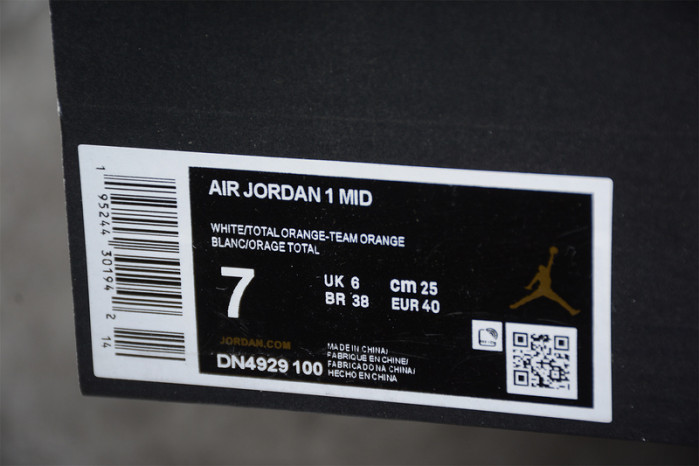 AIR JORDAN 1 MID
WHITE/TOTAL ORANGE-TEAM ORANGE
BLANC/ORAGE TOTAL
7
UK 6 cm 25
BR 38 EUR 40
JORDAN.COM
DN4929 100
MADE IN CHINA/
FABRIQUE EN CHINE/
FABRICADO NA CHINA/
HECHO EN CHINA
1 95244 30194 2 14